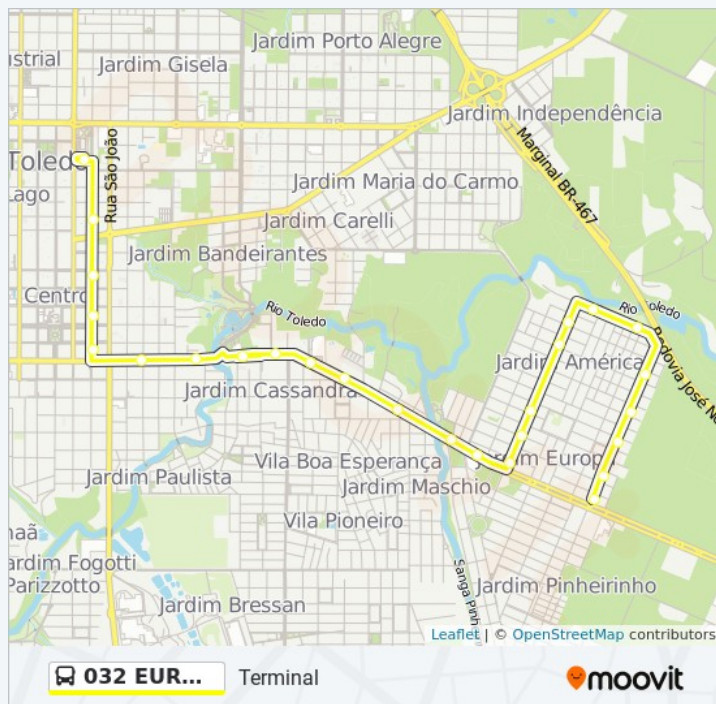 Jardim Porto Alegre
ustrial
Jardim Gisela
Jardim Independência
Marginal BR-467
Toledo
Rua São João
Lago
Jardim Maria do Carmo
Jardim Carelli
Jardim Bandeirantes
Centro
Rio Toledo
Rio Toledo
Jardim América
Rodovia José Ne
Jardim Cassandra
Vila Boa Esperança
Jardim Europ
Jardim Paulista
Jardim Maschio
Vila Pioneiro
naã
ardim Fogotti
Parizzotto
Sanga Pinh
Jardim Pinheirinho
Jardim Bressan
Leaflet | © OpenStreetMap contributors
032 EUR... Terminal
moovit